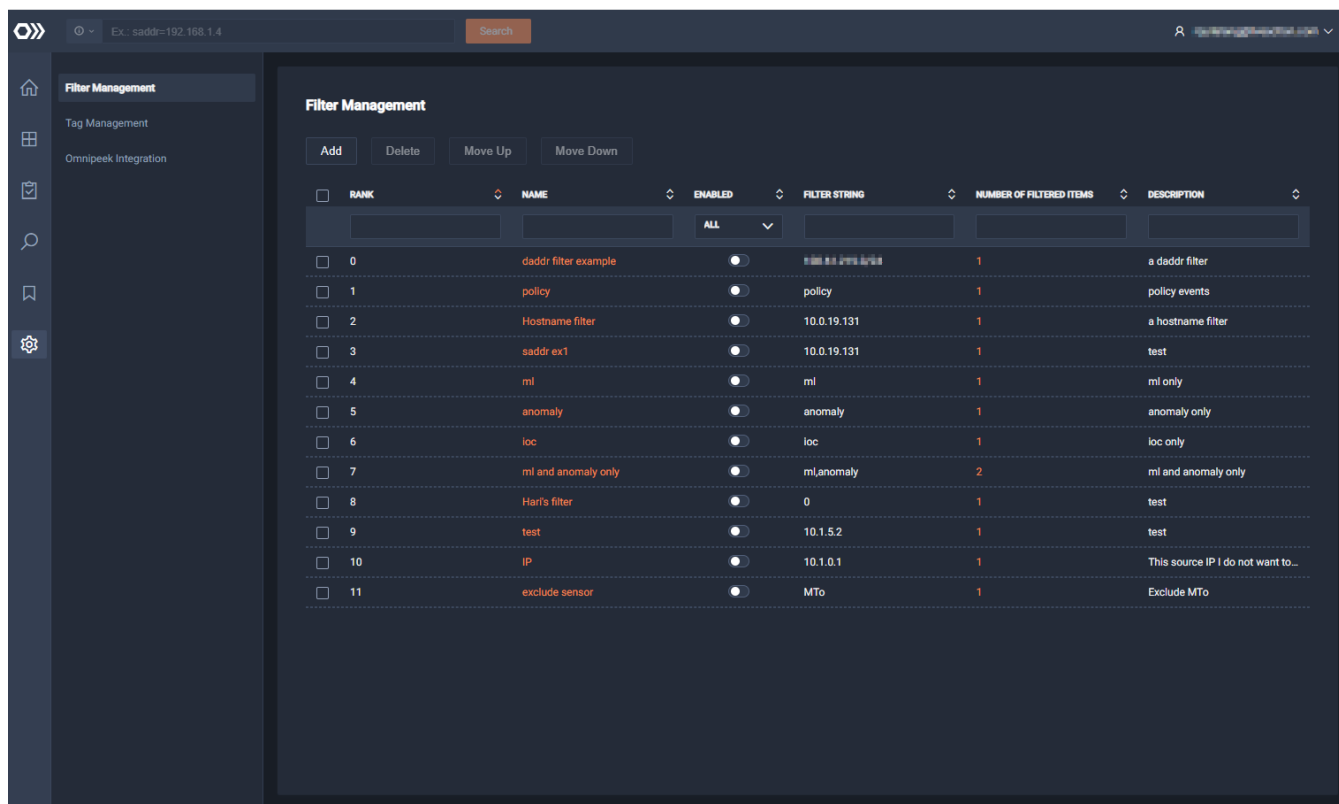 Ex.: saddr=192.168.1.4 Search
Filter Management
Tag Management
Omnipeek Integration
Filter Management
Add Delete Move Up Move Down
RANK NAME ENABLED FILTER STRING NUMBER OF FILTERED ITEMS DESCRIPTION
ALL
0 daddr filter example 1 a daddr filter
1 policy policy 1 policy events
2 Hostname filter 10.0.19.131 1 a hostname filter
3 saddr ex1 10.0.19.131 1 test
4 ml ml 1 ml only
5 anomaly anomaly 1 anomaly only
6 ioc ioc 1 ioc only
7 ml and anomaly only ml,anomaly 2 ml and anomaly only
8 Hari's filter 0 1 test
9 test 10.1.5.2 1 test
10 IP 10.1.0.1 1 This source IP I do not want to...
11 exclude sensor MTo 1 Exclude MTo